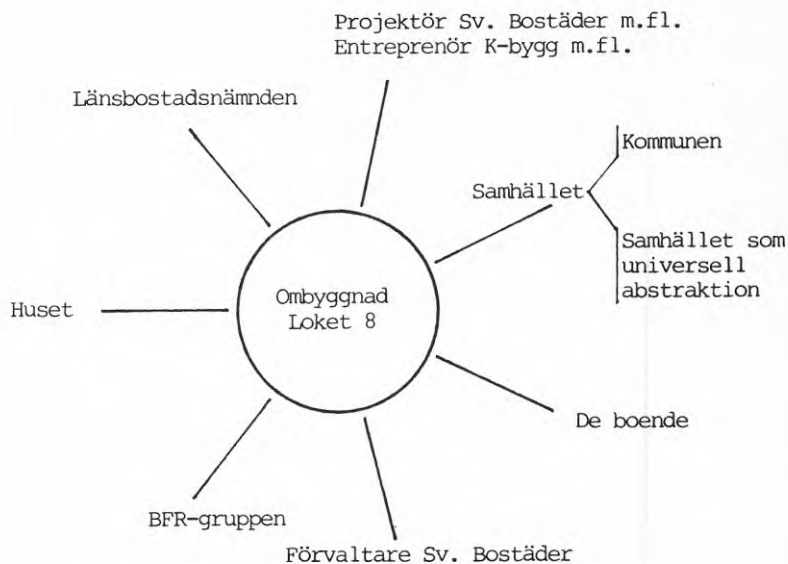 Projektör Sv. Bostäder m.fl.
Entreprenör K-bygg m.fl.
Länsbostadsnämnden
Kommunen
Samhället
Samhället som
universell
abstraktion
Ombyggnad
Loket 8
Huset
De boende
BFR-gruppen
Förvaltare Sv. Bostäder